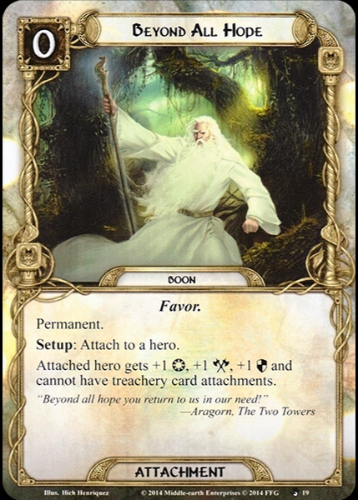 0
BEYOND ALL HOPE
BOON
Favor.
Permanent.
Setup: Attach to a hero.
Attached hero gets +1 , +1 , +1 and
cannot have treachery card attachments.
"Beyond all hope you return to us in our need!"
—Aragorn, The Two Towers
Illus. Hich Henriquez
© 2014 Middle-earth Enterprises © 2014 FFG
19
ATTACHMENT